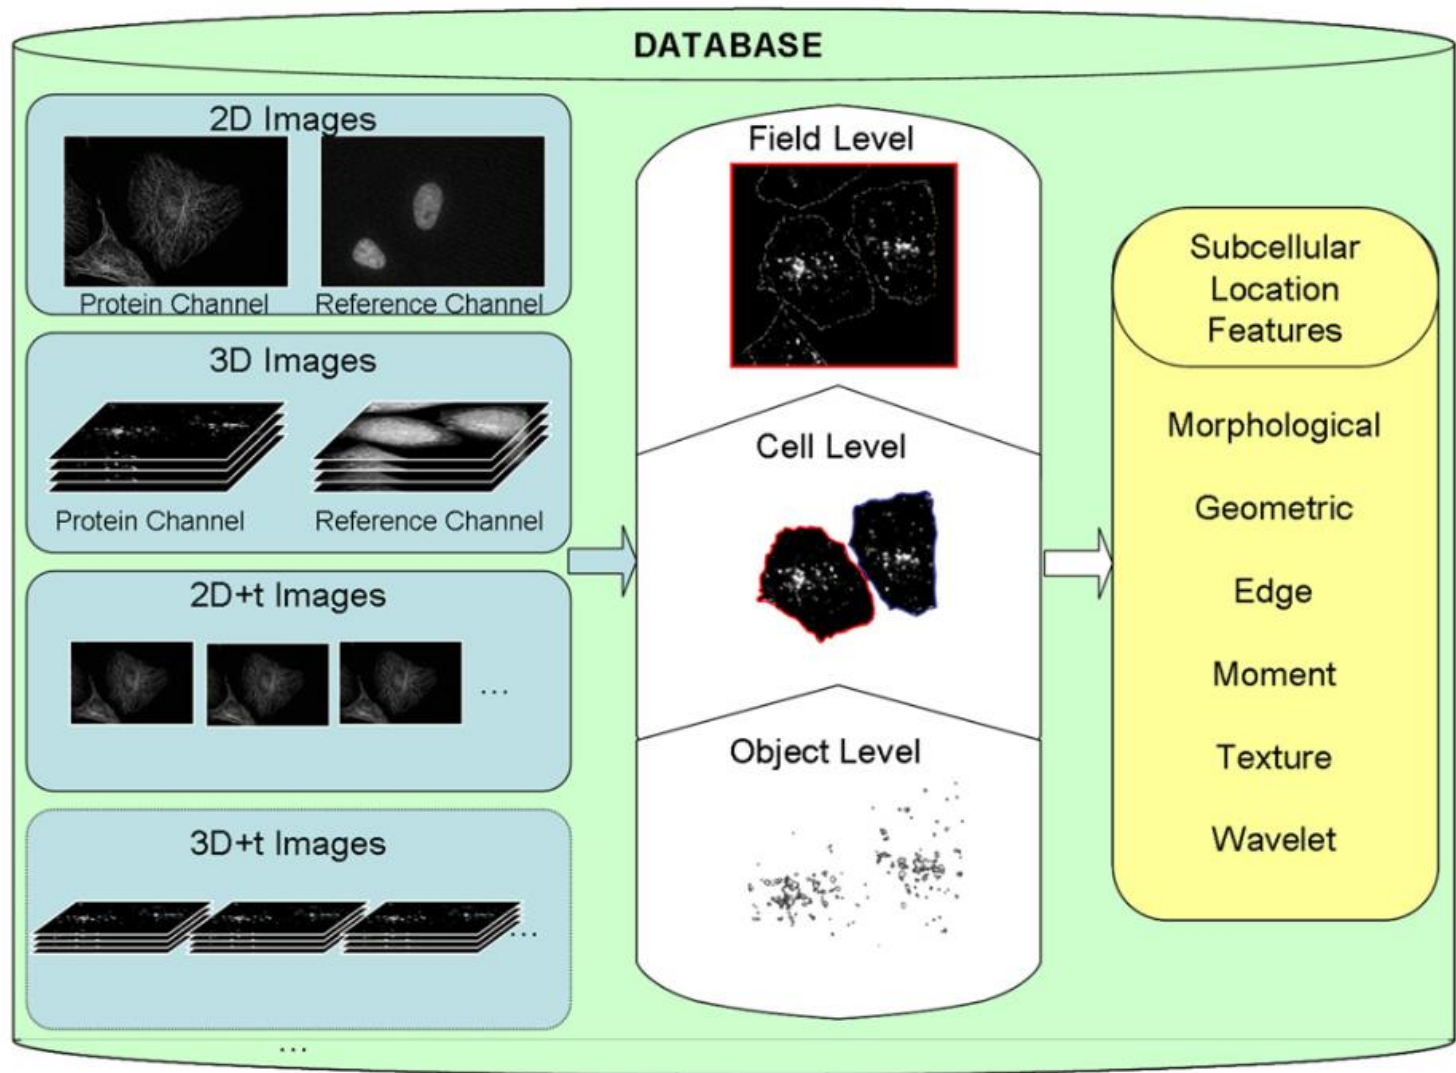 DATABASE
2D Images
Protein Channel
Reference Channel
3D Images
Protein Channel
Reference Channel
2D+t Images
...
3D+t Images
...
...
Field Level
Cell Level
Object Level
Subcellular
Location
Features
Morphological
Geometric
Edge
Moment
Texture
Wavelet